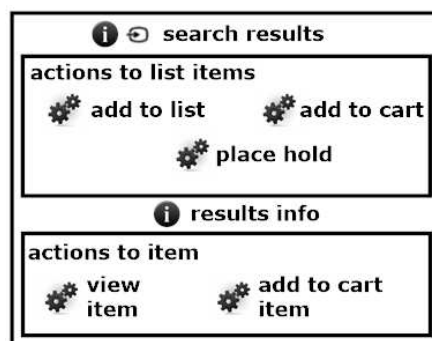 search results
actions to list items
add to list add to cart
place hold
results info
actions to item
view add to cart
item item